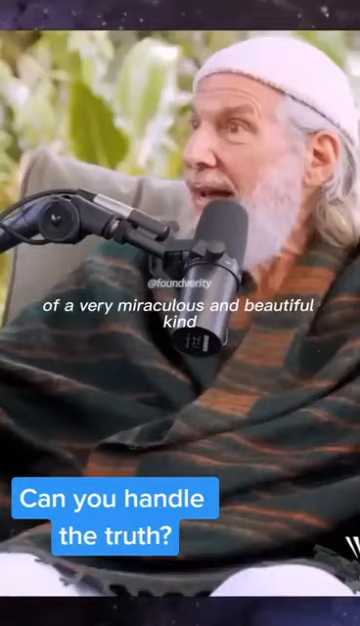 @foundverity
of a very miraculous and beautiful
kind
Can you handle
the truth?